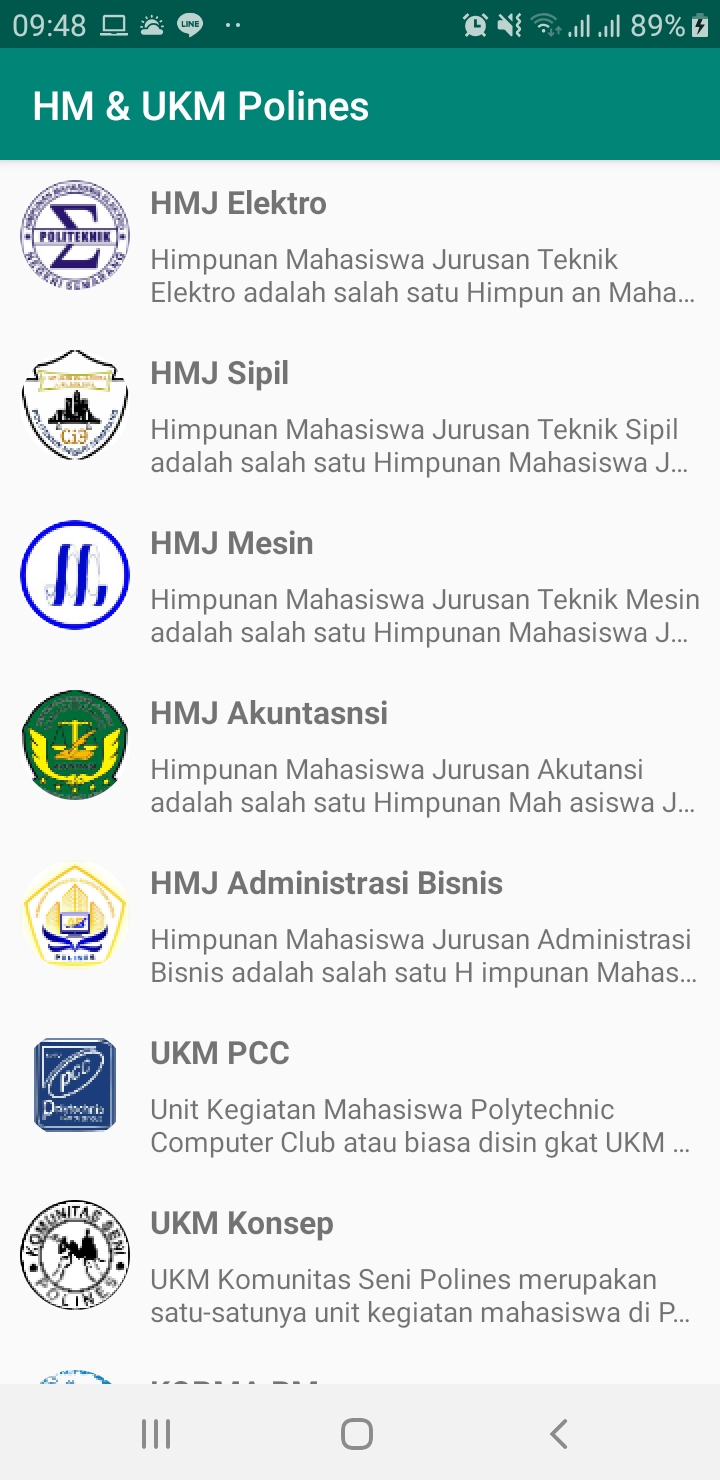 09:48
LINE
89%
HM & UKM Polines
POLITEKNIK
NEGERI SEMARANG
HMJ Elektro
Himpunan Mahasiswa Jurusan Teknik
Elektro adalah salah satu Himpun an Maha…
HMJ Sipil
Himpunan Mahasiswa Jurusan Teknik Sipil
adalah salah satu Himpunan Mahasiswa J…
HMJ Mesin
Himpunan Mahasiswa Jurusan Teknik Mesin
adalah salah satu Himpunan Mahasiswa J…
HMJ Akuntasnsi
Himpunan Mahasiswa Jurusan Akutansi
adalah salah satu Himpunan Mah asiswa J…
POLINES
HMJ Administrasi Bisnis
Himpunan Mahasiswa Jurusan Administrasi
Bisnis adalah salah satu H impunan Mahas…
pcc
Polytechnic
UKM PCC
Unit Kegiatan Mahasiswa Polytechnic
Computer Club atau biasa disin gkat UKM …
KOMUNITAS SENI
POLINES
UKM Konsep
UKM Komunitas Seni Polines merupakan
satu-satunya unit kegiatan mahasiswa di P…